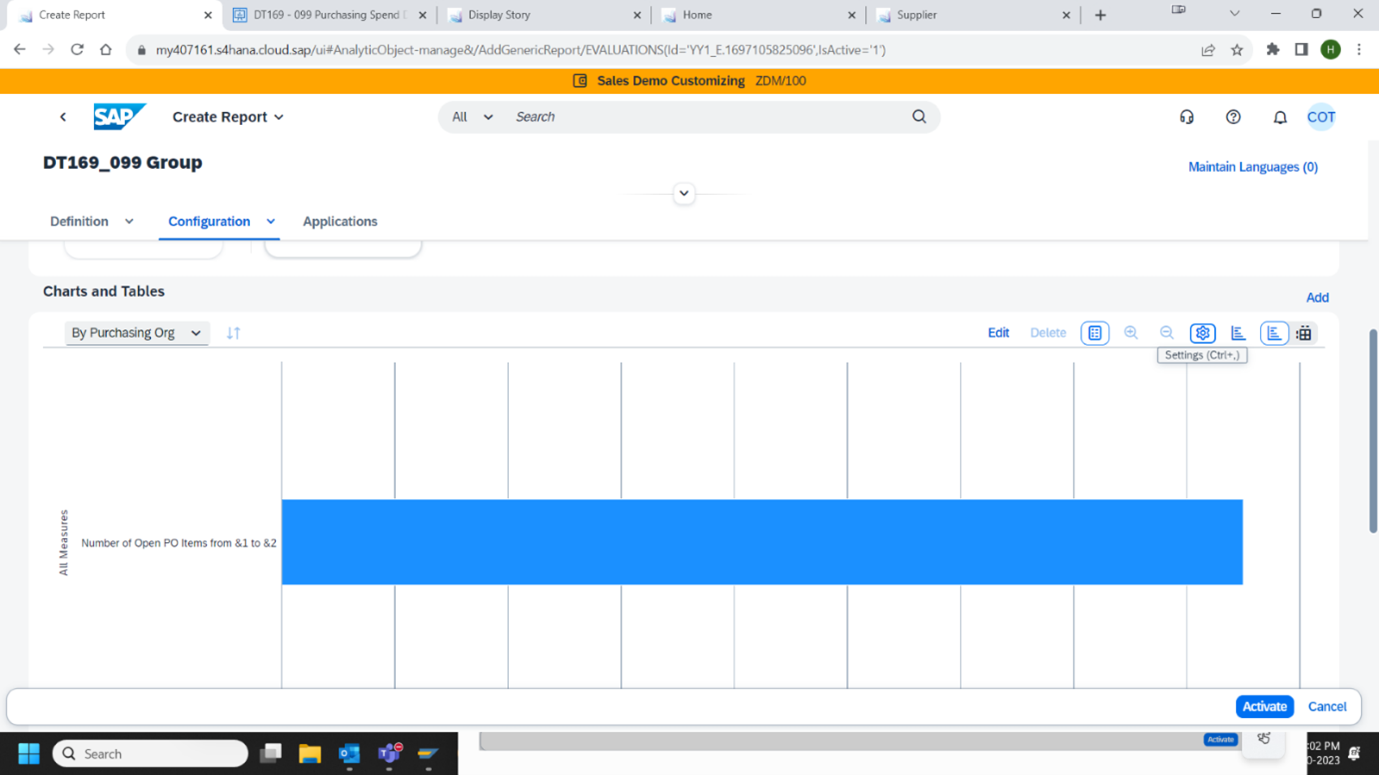 Create Report
DT169 - 099 Purchasing Spend
Display Story
Home
Supplier
my407161.s4hana.cloud.sap/ui#AnalyticObject-manage&/AddGenericReport/EVALUATIONS(Id='YY1_E.1697105825096',IsActive='1')
H
Sales Demo Customizing ZDM/100
SAP
Create Report
All
Search
COT
DT169_099 Group
Maintain Languages (0)
Definition
Configuration
Applications
Charts and Tables
Add
By Purchasing Org
Edit
Delete
Settings (Ctrl+,)
All Measures
Number of Open PO Items from &1 to &2
Activate
Cancel
Search
Activate
:02 PM
0-2023